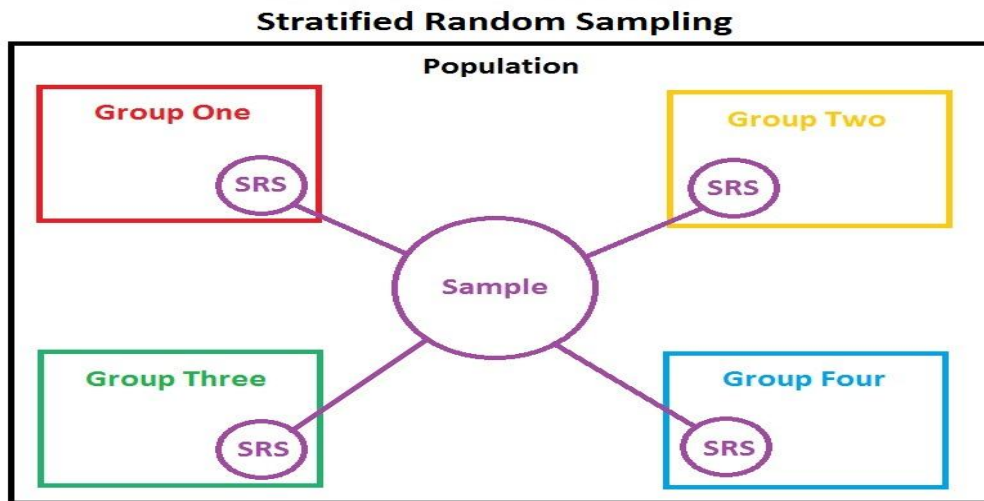 Stratified Random Sampling
Population
Group One
SRS
Group Two
SRS
Sample
Group Three
SRS
Group Four
SRS